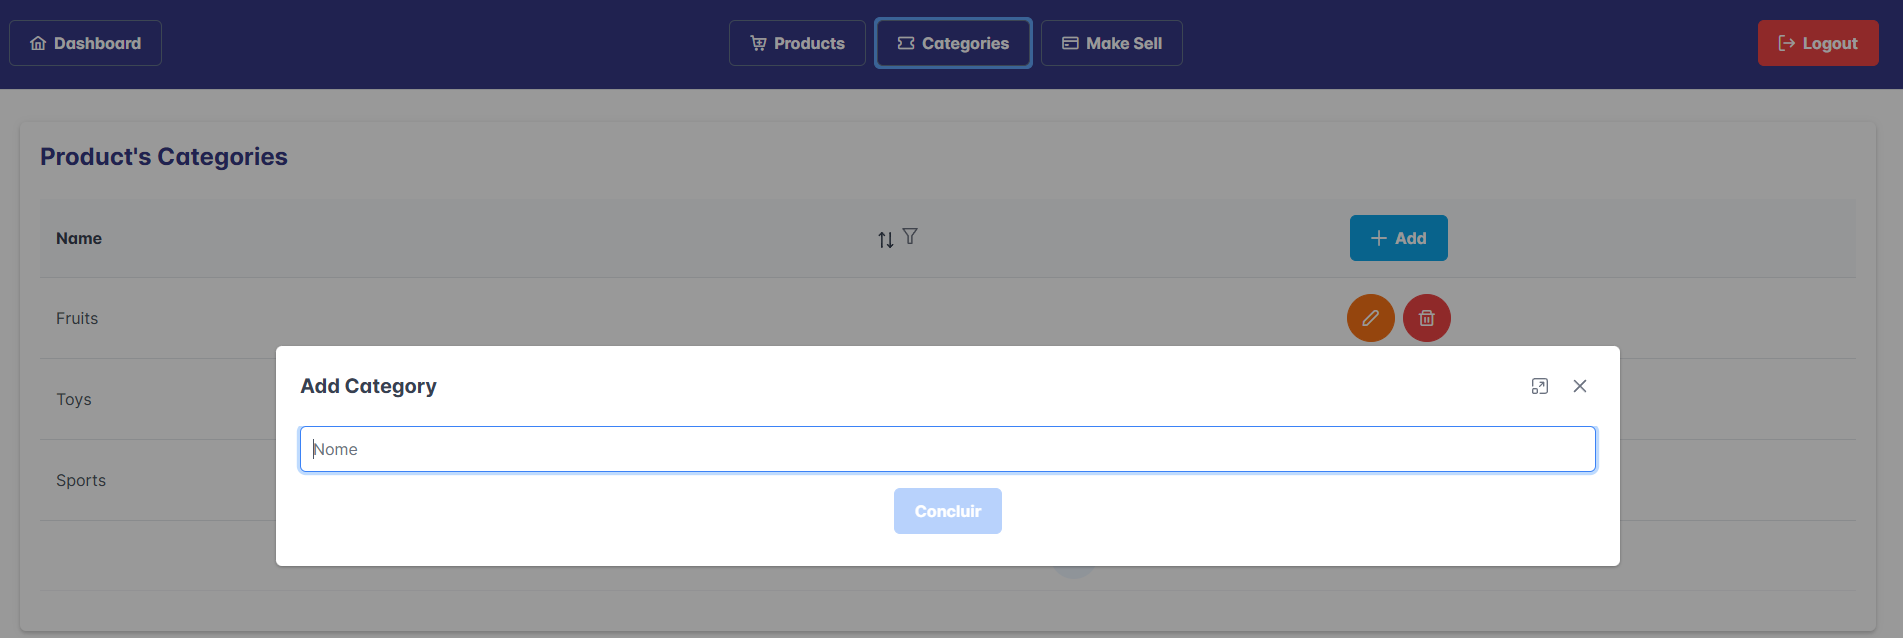 Dashboard
Products
Categories
Make Sell
Logout
Product's Categories
Name
Add
Fruits
Toys
Sports
Add Category
Nome
Concluir